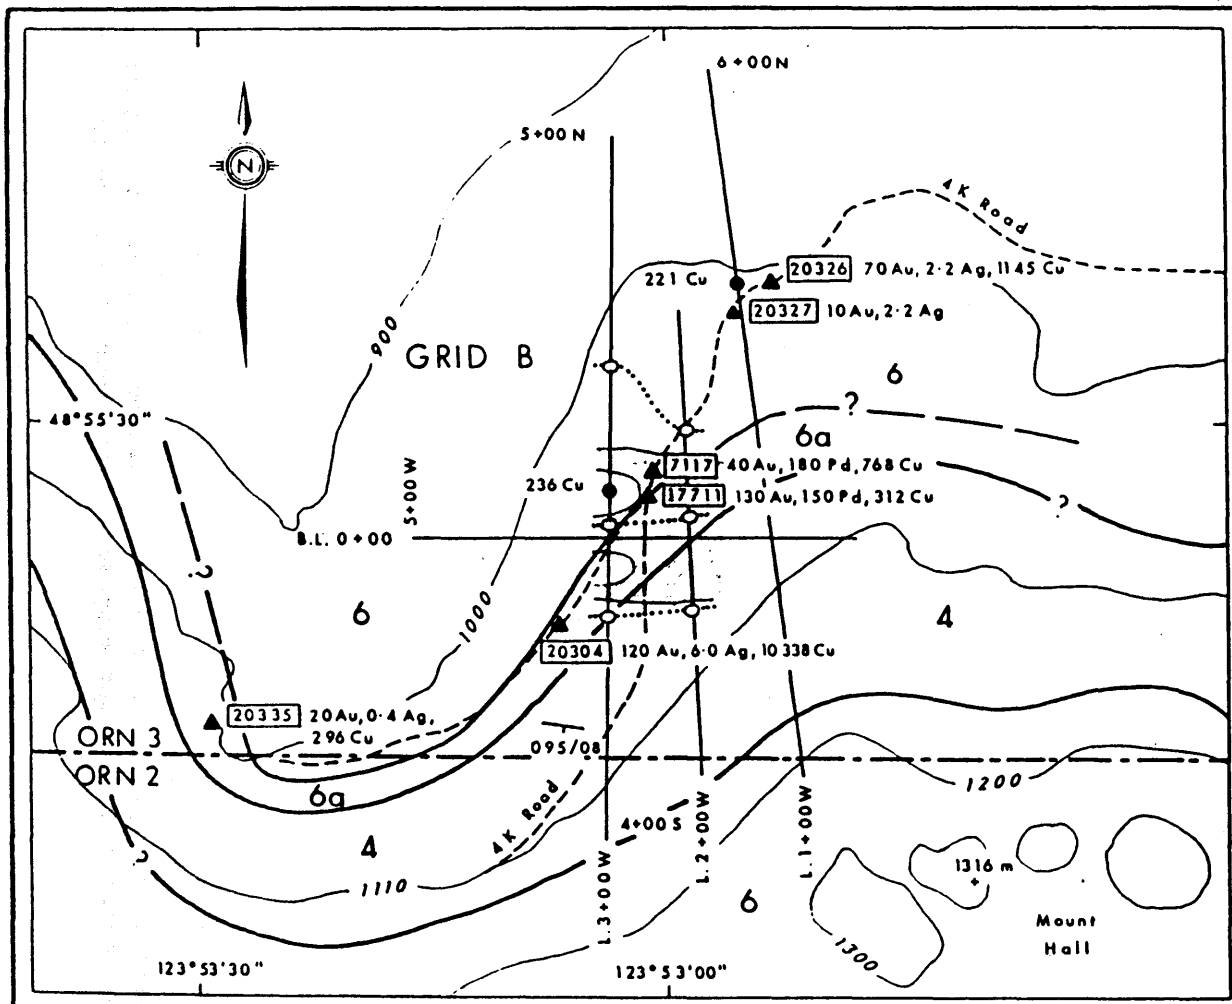 6+00N
5+00N
N
4K Road
20326 70Au, 2·2 Ag, 1145 Cu
221 Cu
20327 10Au, 2·2 Ag
900
GRID B
6
48°55'30"
?
6a
5+00W
7117 40Au, 180 Pd, 768 Cu
236 Cu
17711 130 Au, 150 Pd, 312 Cu
?
B.L. 0+00
?
6
1000
4
20304 120 Au, 6·0 Ag, 10338Cu
20335 20Au, 0·4 Ag,
296 Cu
ORN 3
095/08
ORN 2
1200
6a
4K Road
4+00S
L.3+00W
L.2+00W
L.1+00W
4
?
1110
1316 m
6
Mount
Hall
1300
123°53'30"
123°53'00"